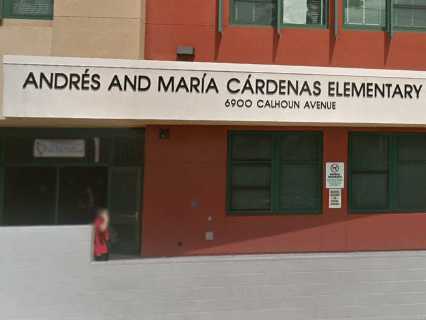 ANDRÉS AND MARÍA CÁRDENAS ELEMENTARY
6900 CALHOUN AVENUE